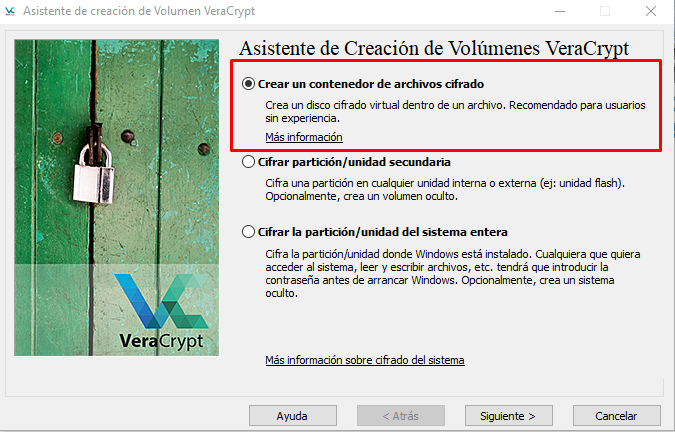 Asistente de creación de Volumen VeraCrypt
Asistente de Creación de Volúmenes VeraCrypt
Crear un contenedor de archivos cifrado
Crea un disco cifrado virtual dentro de un archivo. Recomendado para usuarios
sin experiencia.
Más información
Cifrar partición/unidad secundaria
Cifra una partición en cualquier unidad interna o externa (ej: unidad flash).
Opcionalmente, crea un volumen oculto.
Cifrar la partición/unidad del sistema entera
Cifra la partición/unidad donde Windows está instalado. Cualquiera que quiera
acceder al sistema, leer y escribir archivos, etc. tendrá que introducir la
contraseña antes de arrancar Windows. Opcionalmente, crea un sistema
oculto.
VeraCrypt
Más información sobre cifrado del sistema
Ayuda
< Atrás
Siguiente >
Cancelar